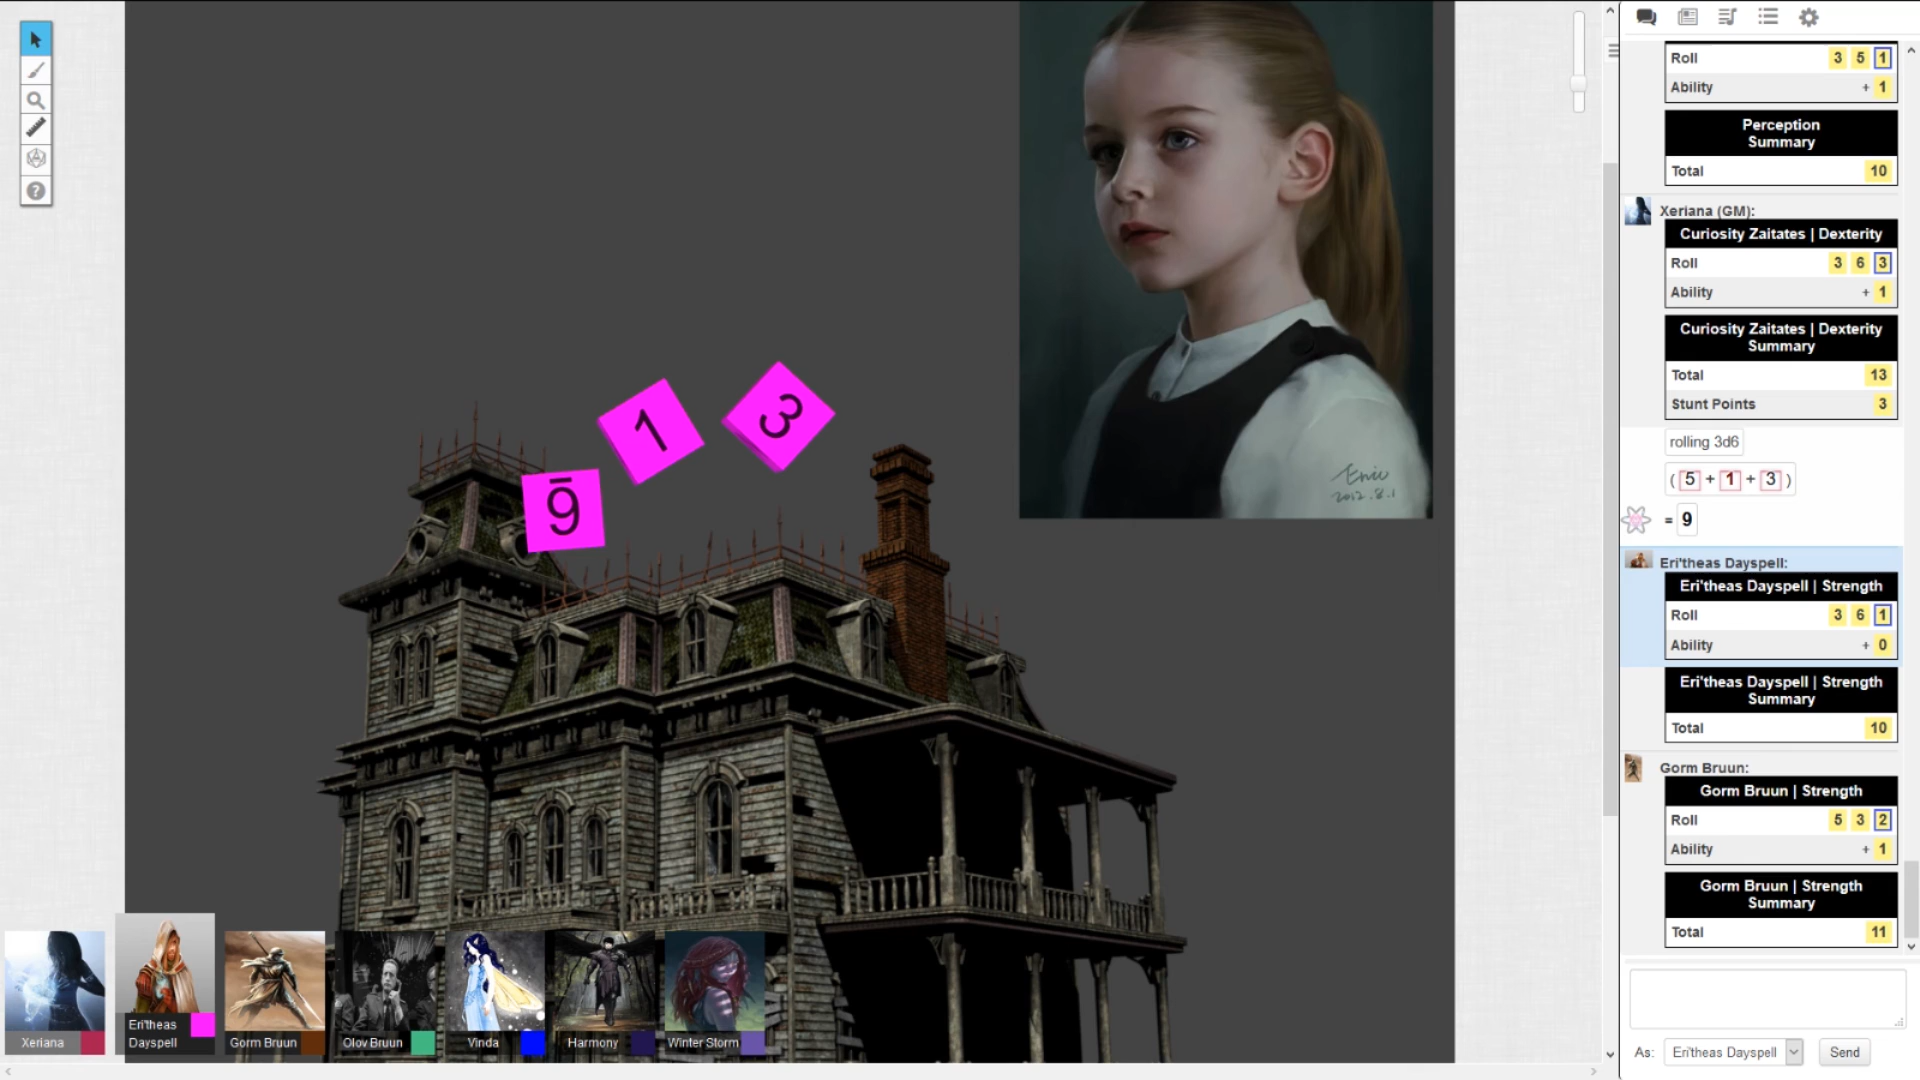 1
3
9
Eric
2012.8.1
Xeriana
Eri'theas
Dayspell
Gorm Bruun
Olov Bruun
Vinda
Harmony
Winter Storm
Roll 3 5 1
Ability + 1
Perception
Summary
Total 10
Xeriana (GM):
Curiosity Zaitates | Dexterity
Roll 3 6 3
Ability + 1
Curiosity Zaitates | Dexterity
Summary
Total 13
Stunt Points 3
rolling 3d6
( 5 + 1 + 3 )
= 9
Eri'theas Dayspell:
Eri'theas Dayspell | Strength
Roll 3 6 1
Ability + 0
Eri'theas Dayspell | Strength
Summary
Total 10
Gorm Bruun:
Gorm Bruun | Strength
Roll 5 3 2
Ability + 1
Gorm Bruun | Strength
Summary
Total 11
As: Eri'theas Dayspell Send